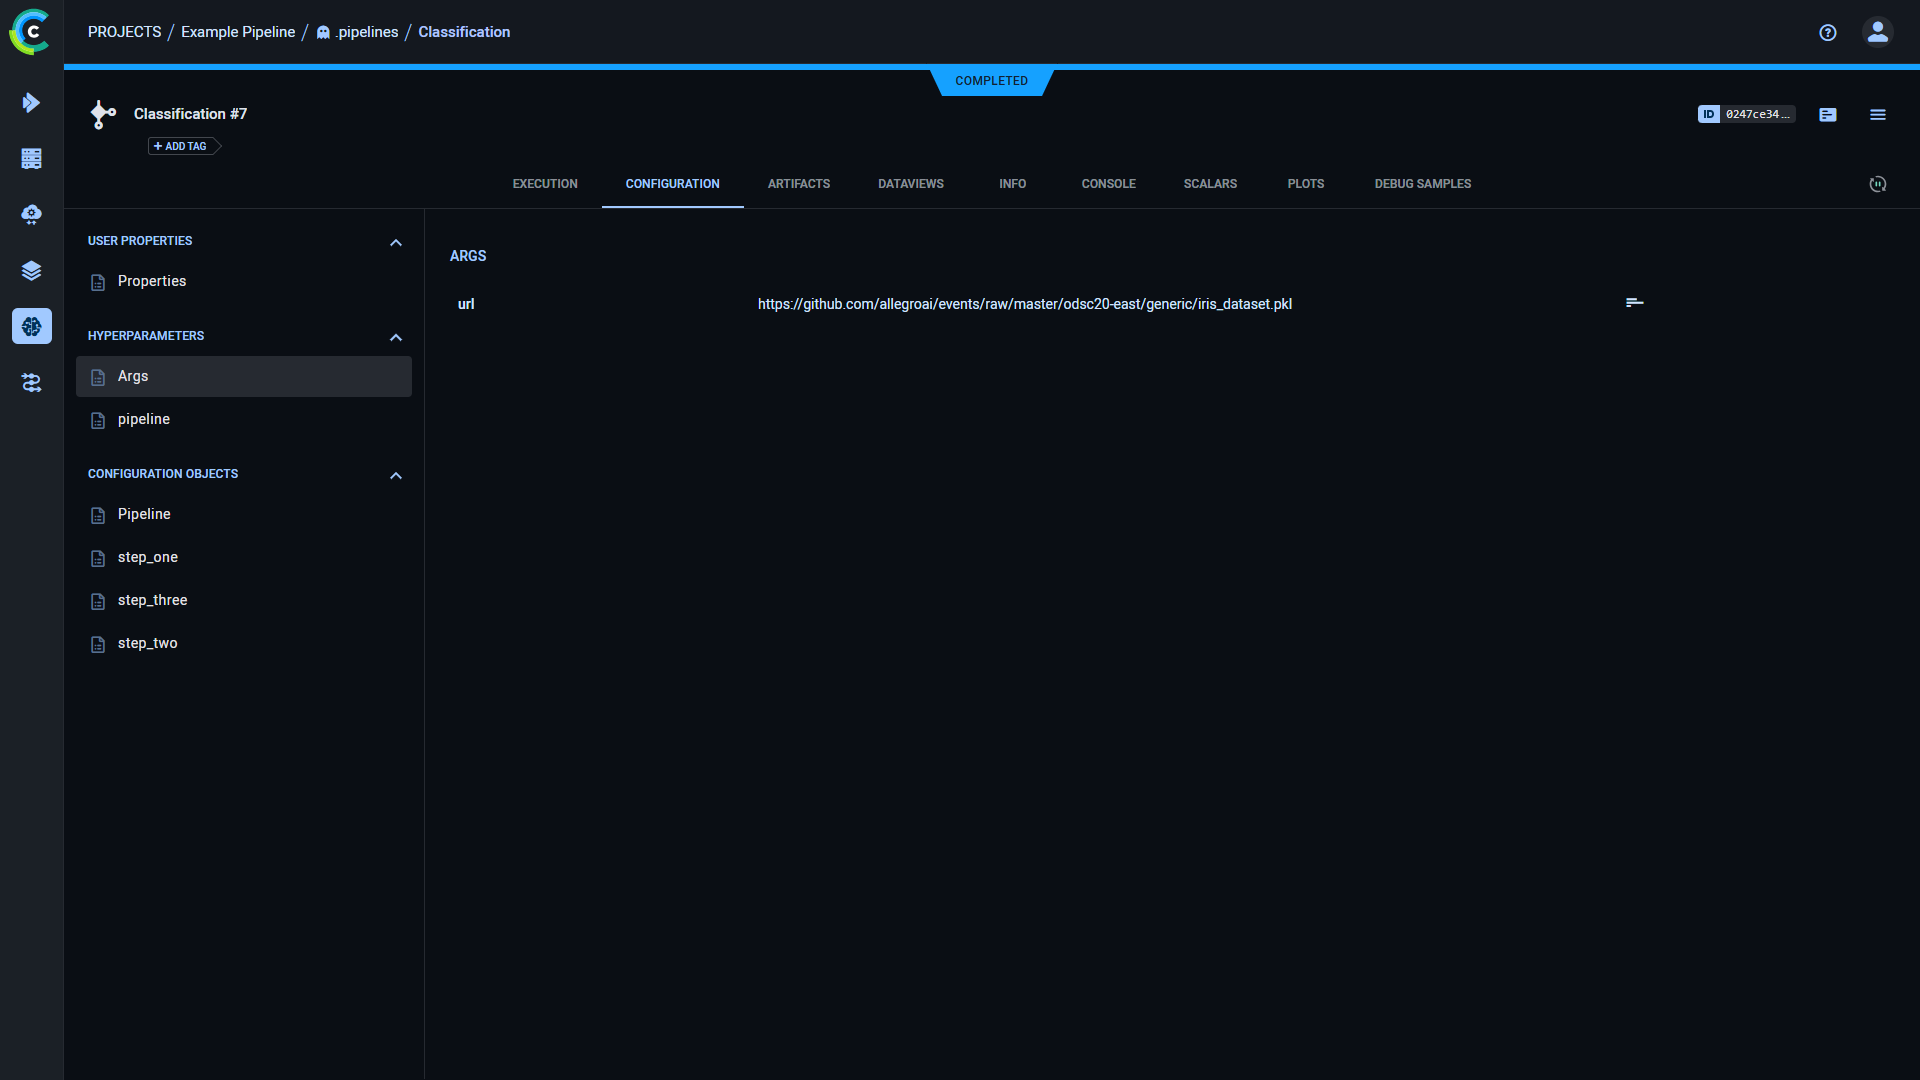 PROJECTS / Example Pipeline / .pipelines / Classification
COMPLETED
Classification #7
ID 0247ce34...
+ ADD TAG
EXECUTION CONFIGURATION ARTIFACTS DATAVIEWS INFO CONSOLE SCALARS PLOTS DEBUG SAMPLES
USER PROPERTIES
Properties
HYPERPARAMETERS
Args
pipeline
CONFIGURATION OBJECTS
Pipeline
step_one
step_three
step_two
ARGS
url https://github.com/allegroai/events/raw/master/odsc20-east/generic/iris_dataset.pkl